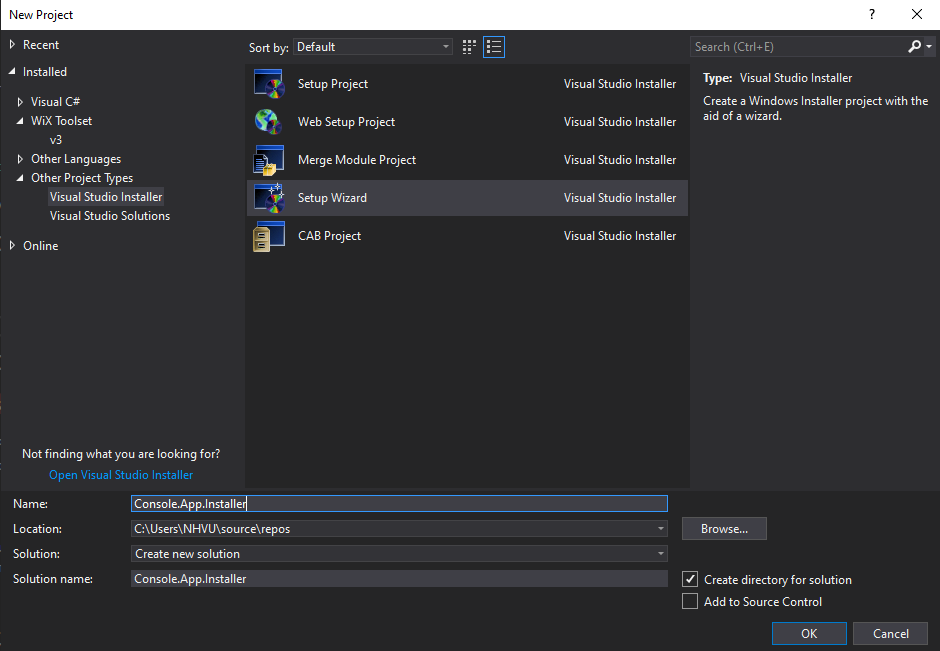 New Project
?
Recent
Installed
Visual C#
WiX Toolset
v3
Other Languages
Other Project Types
Visual Studio Installer
Visual Studio Solutions
Online
Not finding what you are looking for?
Open Visual Studio Installer
Sort by: Default
Setup Project Visual Studio Installer
Web Setup Project Visual Studio Installer
Merge Module Project Visual Studio Installer
Setup Wizard Visual Studio Installer
CAB Project Visual Studio Installer
Search (Ctrl+E)
Type: Visual Studio Installer
Create a Windows Installer project with the
aid of a wizard.
Name: Console.App.Installer
Location: C:\Users\NHVU\source\repos Browse...
Solution: Create new solution
Solution name: Console.App.Installer
Create directory for solution
Add to Source Control
OK Cancel